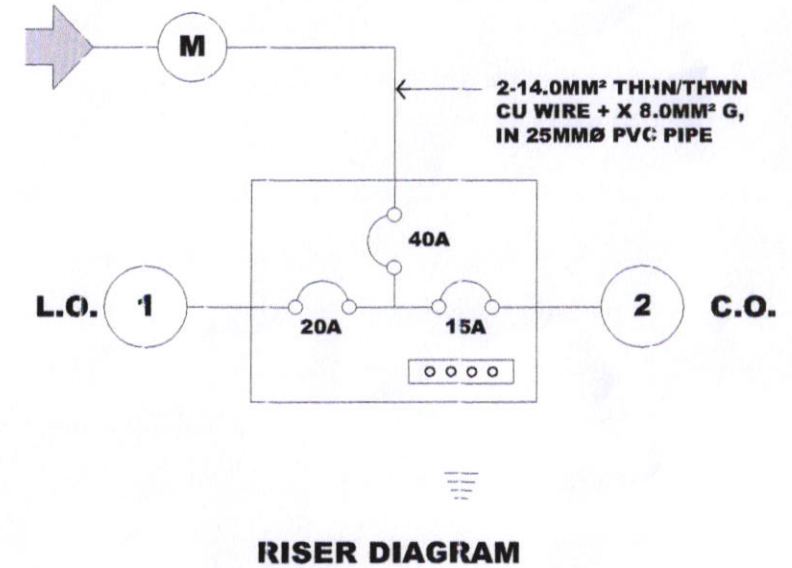 M
2-14.0MM² THHN/THWN
CU WIRE + X 8.0MM² G,
IN 25MMØ PVC PIPE
40A
L.O. 1
20A
15A
2 C.O.
RISER DIAGRAM